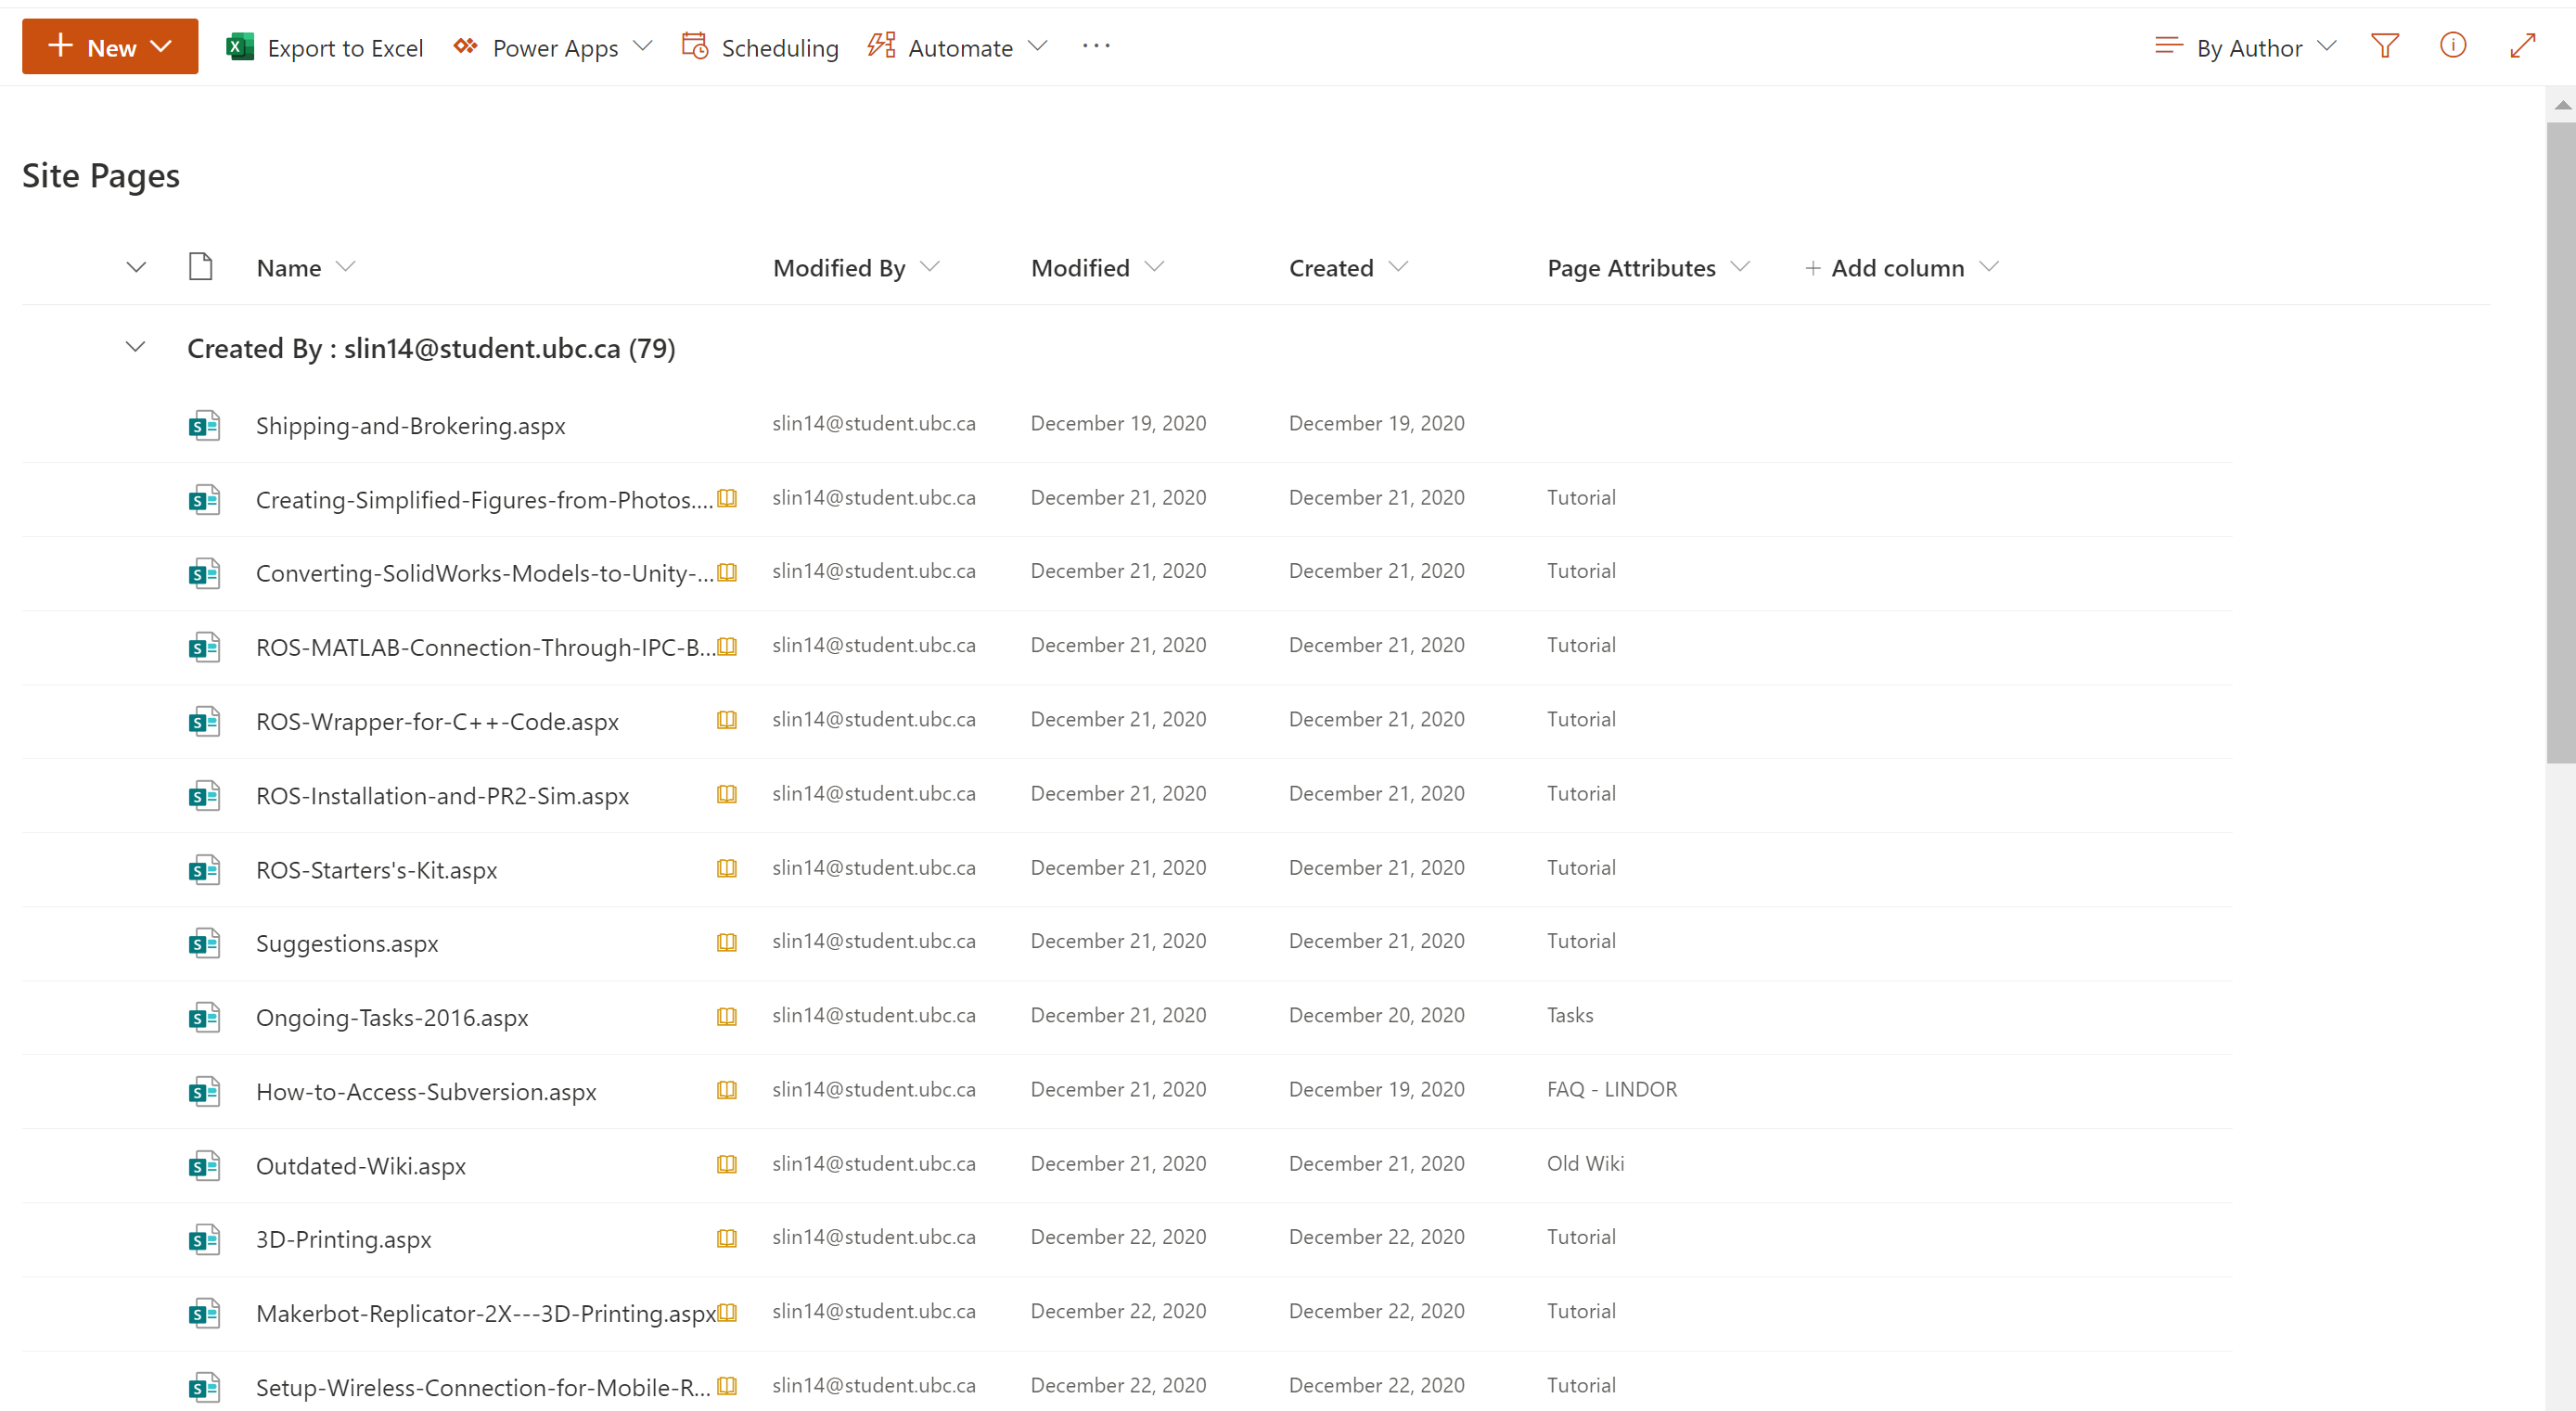 New Export to Excel Power Apps Scheduling Automate ··· By Author
Site Pages
Name Modified By Modified Created Page Attributes + Add column
Created By : slin14@student.ubc.ca (79)
Shipping-and-Brokering.aspx slin14@student.ubc.ca December 19, 2020 December 19, 2020
Creating-Simplified-Figures-from-Photos.... slin14@student.ubc.ca December 21, 2020 December 21, 2020 Tutorial
Converting-SolidWorks-Models-to-Unity-... slin14@student.ubc.ca December 21, 2020 December 21, 2020 Tutorial
ROS-MATLAB-Connection-Through-IPC-B... slin14@student.ubc.ca December 21, 2020 December 21, 2020 Tutorial
ROS-Wrapper-for-C++-Code.aspx slin14@student.ubc.ca December 21, 2020 December 21, 2020 Tutorial
ROS-Installation-and-PR2-Sim.aspx slin14@student.ubc.ca December 21, 2020 December 21, 2020 Tutorial
ROS-Starters's-Kit.aspx slin14@student.ubc.ca December 21, 2020 December 21, 2020 Tutorial
Suggestions.aspx slin14@student.ubc.ca December 21, 2020 December 21, 2020 Tutorial
Ongoing-Tasks-2016.aspx slin14@student.ubc.ca December 21, 2020 December 20, 2020 Tasks
How-to-Access-Subversion.aspx slin14@student.ubc.ca December 21, 2020 December 19, 2020 FAQ - LINDOR
Outdated-Wiki.aspx slin14@student.ubc.ca December 21, 2020 December 21, 2020 Old Wiki
3D-Printing.aspx slin14@student.ubc.ca December 22, 2020 December 22, 2020 Tutorial
Makerbot-Replicator-2X---3D-Printing.aspx slin14@student.ubc.ca December 22, 2020 December 22, 2020 Tutorial
Setup-Wireless-Connection-for-Mobile-R... slin14@student.ubc.ca December 22, 2020 December 22, 2020 Tutorial